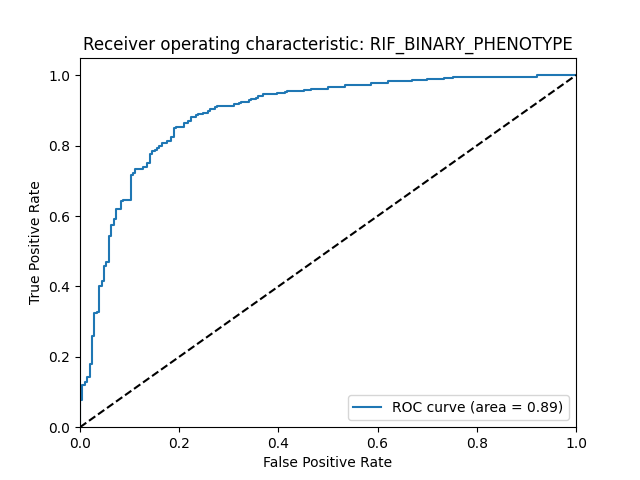 Receiver operating characteristic: RIF_BINARY_PHENOTYPE
True Positive Rate
1.0
0.8
0.6
0.4
0.2
0.0
ROC curve (area = 0.89)
0.0 0.2 0.4 0.6 0.8 1.0
False Positive Rate